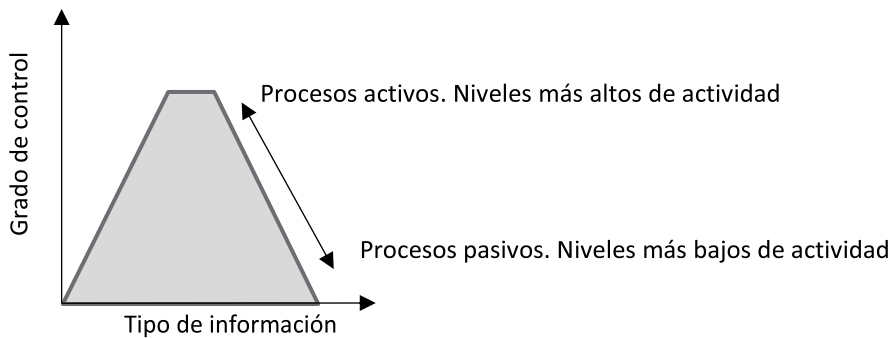 Grado de control
Procesos activos. Niveles más altos de actividad
Procesos pasivos. Niveles más bajos de actividad
Tipo de información